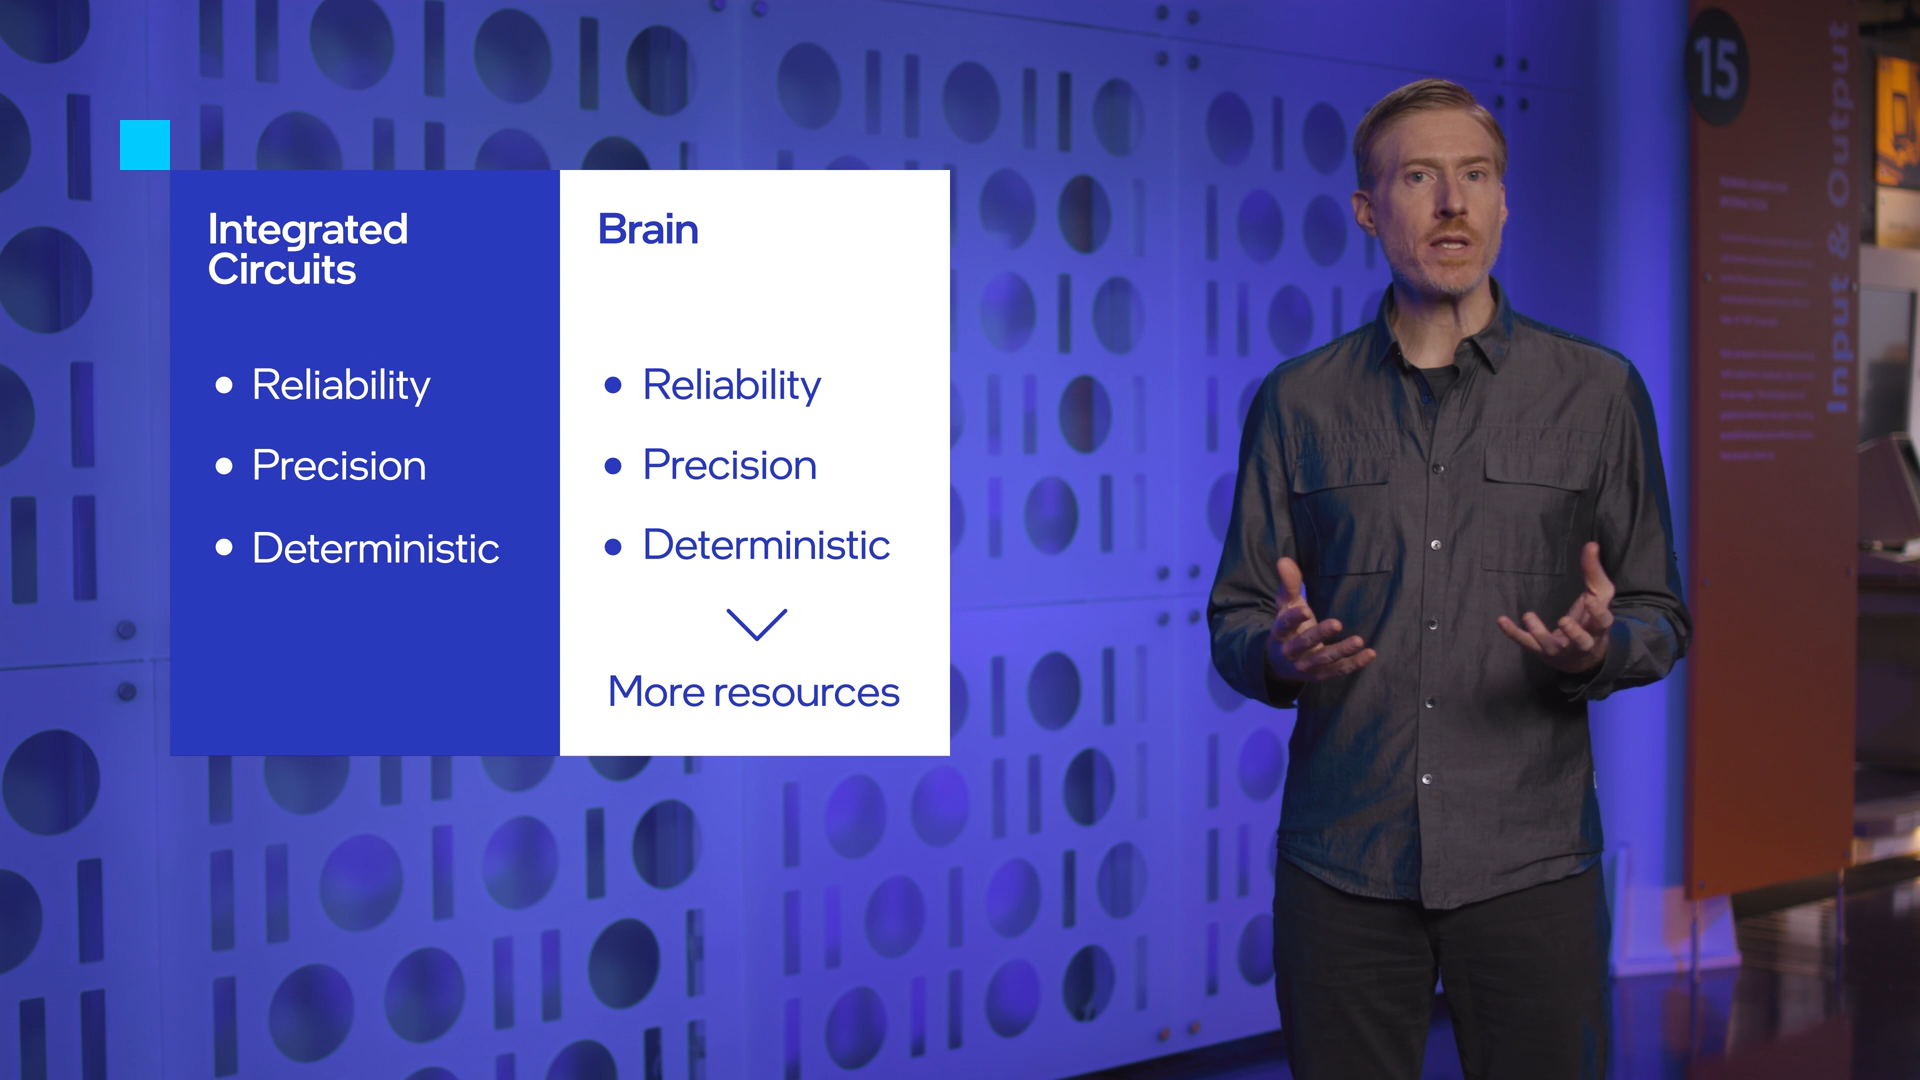 Integrated
Circuits
Reliability
Precision
Deterministic
Brain
Reliability
Precision
Deterministic
More resources
15
Input & Output